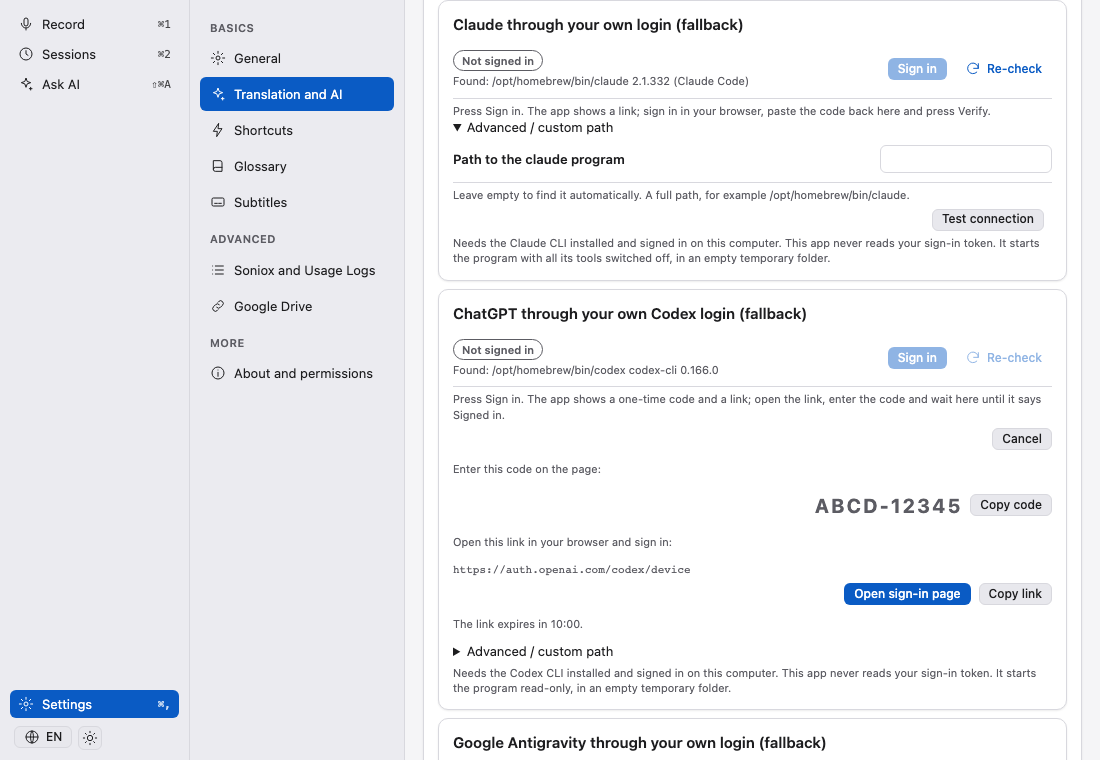 Record ⌘1
Sessions ⌘2
Ask AI ⇧⌘A
Settings ⌘,
EN
BASICS
General
Translation and AI
Shortcuts
Glossary
Subtitles
ADVANCED
Soniox and Usage Logs
Google Drive
MORE
About and permissions
Claude through your own login (fallback)
Not signed in
Found: /opt/homebrew/bin/claude 2.1.332 (Claude Code)
Sign in
Re-check
Press Sign in. The app shows a link; sign in in your browser, paste the code back here and press Verify.
Advanced / custom path
Path to the claude program
Leave empty to find it automatically. A full path, for example /opt/homebrew/bin/claude.
Test connection
Needs the Claude CLI installed and signed in on this computer. This app never reads your sign-in token. It starts
the program with all its tools switched off, in an empty temporary folder.
ChatGPT through your own Codex login (fallback)
Not signed in
Found: /opt/homebrew/bin/codex codex-cli 0.166.0
Sign in
Re-check
Press Sign in. The app shows a one-time code and a link; open the link, enter the code and wait here until it says
Signed in.
Cancel
Enter this code on the page:
ABCD-12345
Copy code
Open this link in your browser and sign in:
https://auth.openai.com/codex/device
Open sign-in page
Copy link
The link expires in 10:00.
Advanced / custom path
Needs the Codex CLI installed and signed in on this computer. This app never reads your sign-in token. It starts
the program read-only, in an empty temporary folder.
Google Antigravity through your own login (fallback)